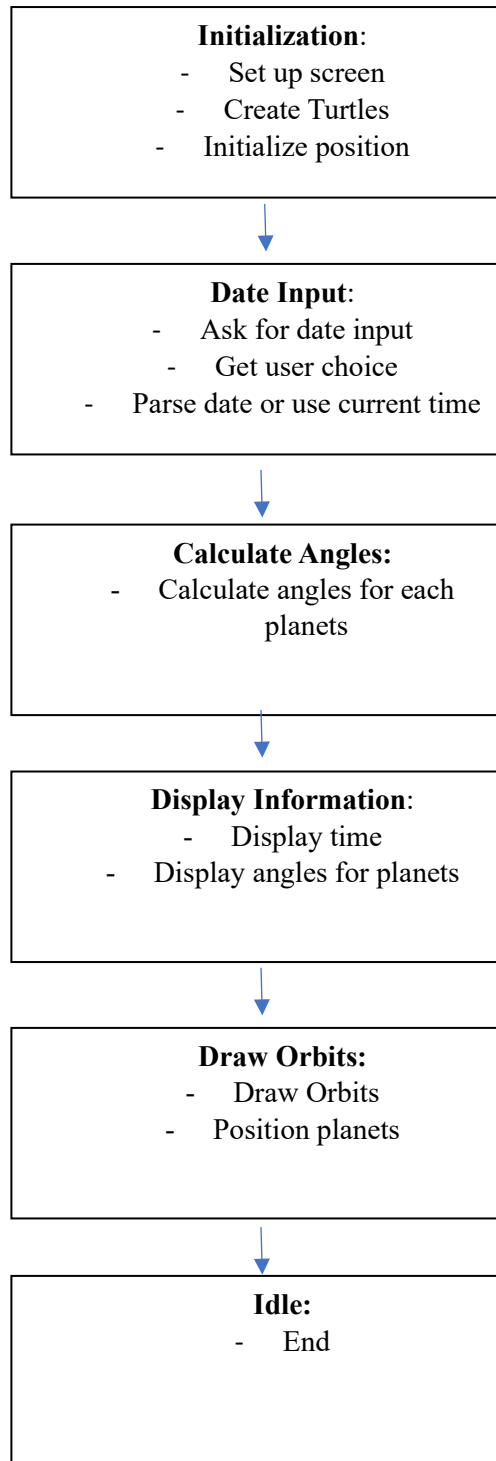 Initialization:
- Set up screen
- Create Turtles
- Initialize position
Date Input:
- Ask for date input
- Get user choice
- Parse date or use current time
Calculate Angles:
- Calculate angles for each
planets
Display Information:
- Display time
- Display angles for planets
Draw Orbits:
- Draw Orbits
- Position planets
Idle:
- End